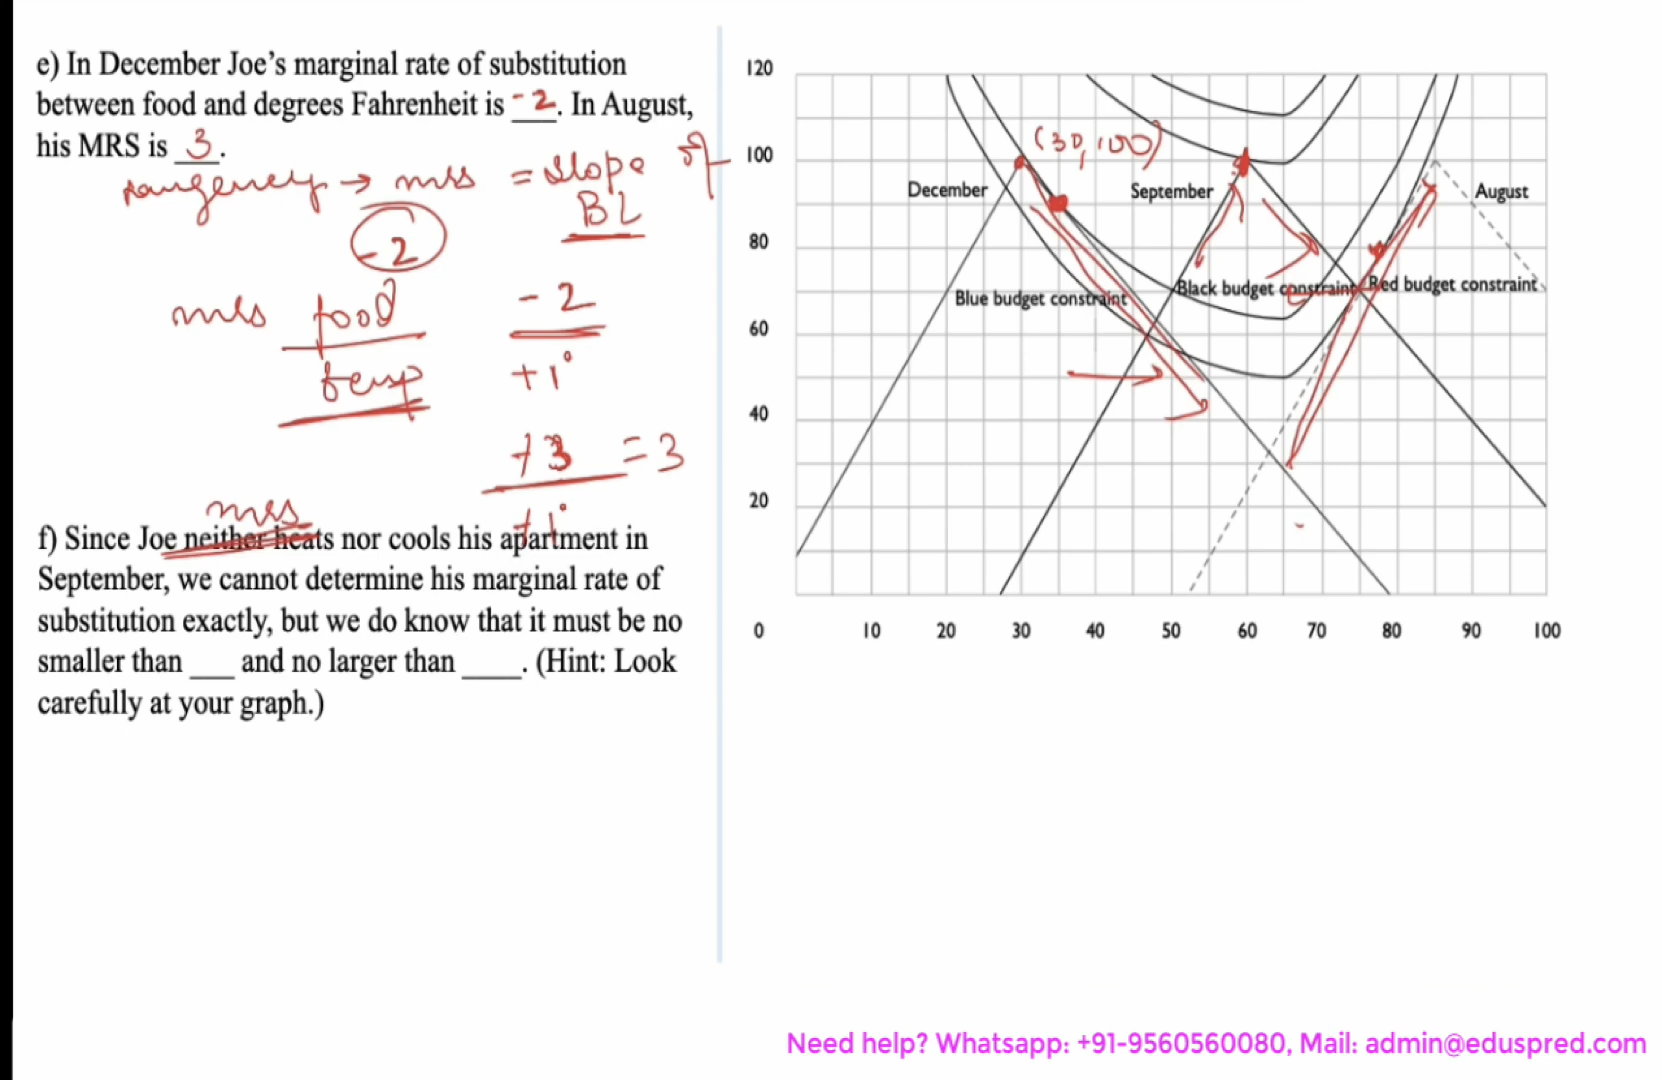 e) In December Joe's marginal rate of substitution
between food and degrees Fahrenheit is -2. In August,
his MRS is 3.
tangency → mrs = slope of
BL
-2
mrs food -2
temp +1°
+3 = 3
+1°
mrs
f) Since Joe neither heats nor cools his apartment in
September, we cannot determine his marginal rate of
substitution exactly, but we do know that it must be no
smaller than ___ and no larger than ____. (Hint: Look
carefully at your graph.)
120
100
80
60
40
20
0 10 20 30 40 50 60 70 80 90 100
(30,100)
December
September
August
Blue budget constraint
Black budget constraint
Red budget constraint
Need help? Whatsapp: +91-9560560080, Mail: admin@eduspred.com